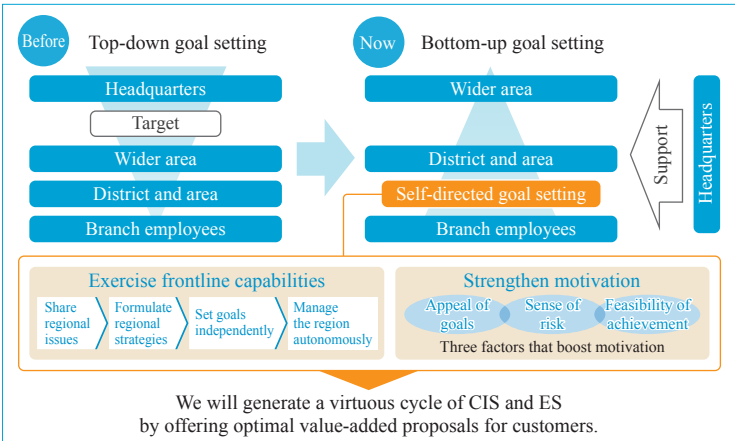 Before
Top-down goal setting
Headquarters
Target
Wider area
District and area
Branch employees
Now
Bottom-up goal setting
Wider area
District and area
Self-directed goal setting
Branch employees
Support
Headquarters
Exercise frontline capabilities
Share
regional
issues
Formulate
regional
strategies
Set goals
independently
Manage
the region
autonomously
Strengthen motivation
Appeal of
goals
Sense of
risk
Feasibility of
achievement
Three factors that boost motivation
We will generate a virtuous cycle of CIS and ES
by offering optimal value-added proposals for customers.